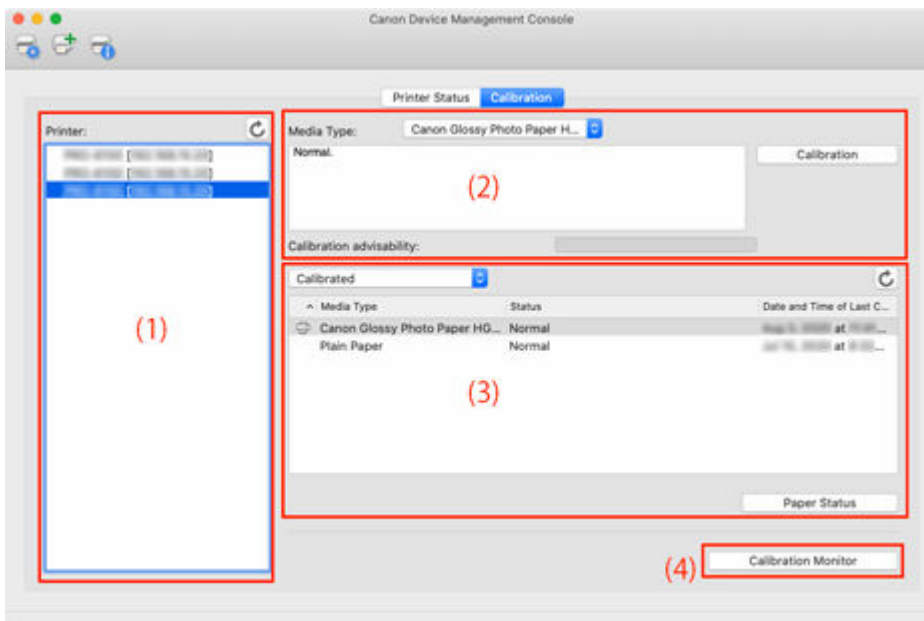 Canon Device Management Console
Printer Status Calibration
Printer:
(1)
Media Type: Canon Glossy Photo Paper H...
Normal.
Calibration
(2)
Calibration advisability:
Calibrated
Media Type Status Date and Time of Last C...
Canon Glossy Photo Paper HG... Normal at
Plain Paper Normal at
(3)
Paper Status
(4)
Calibration Monitor